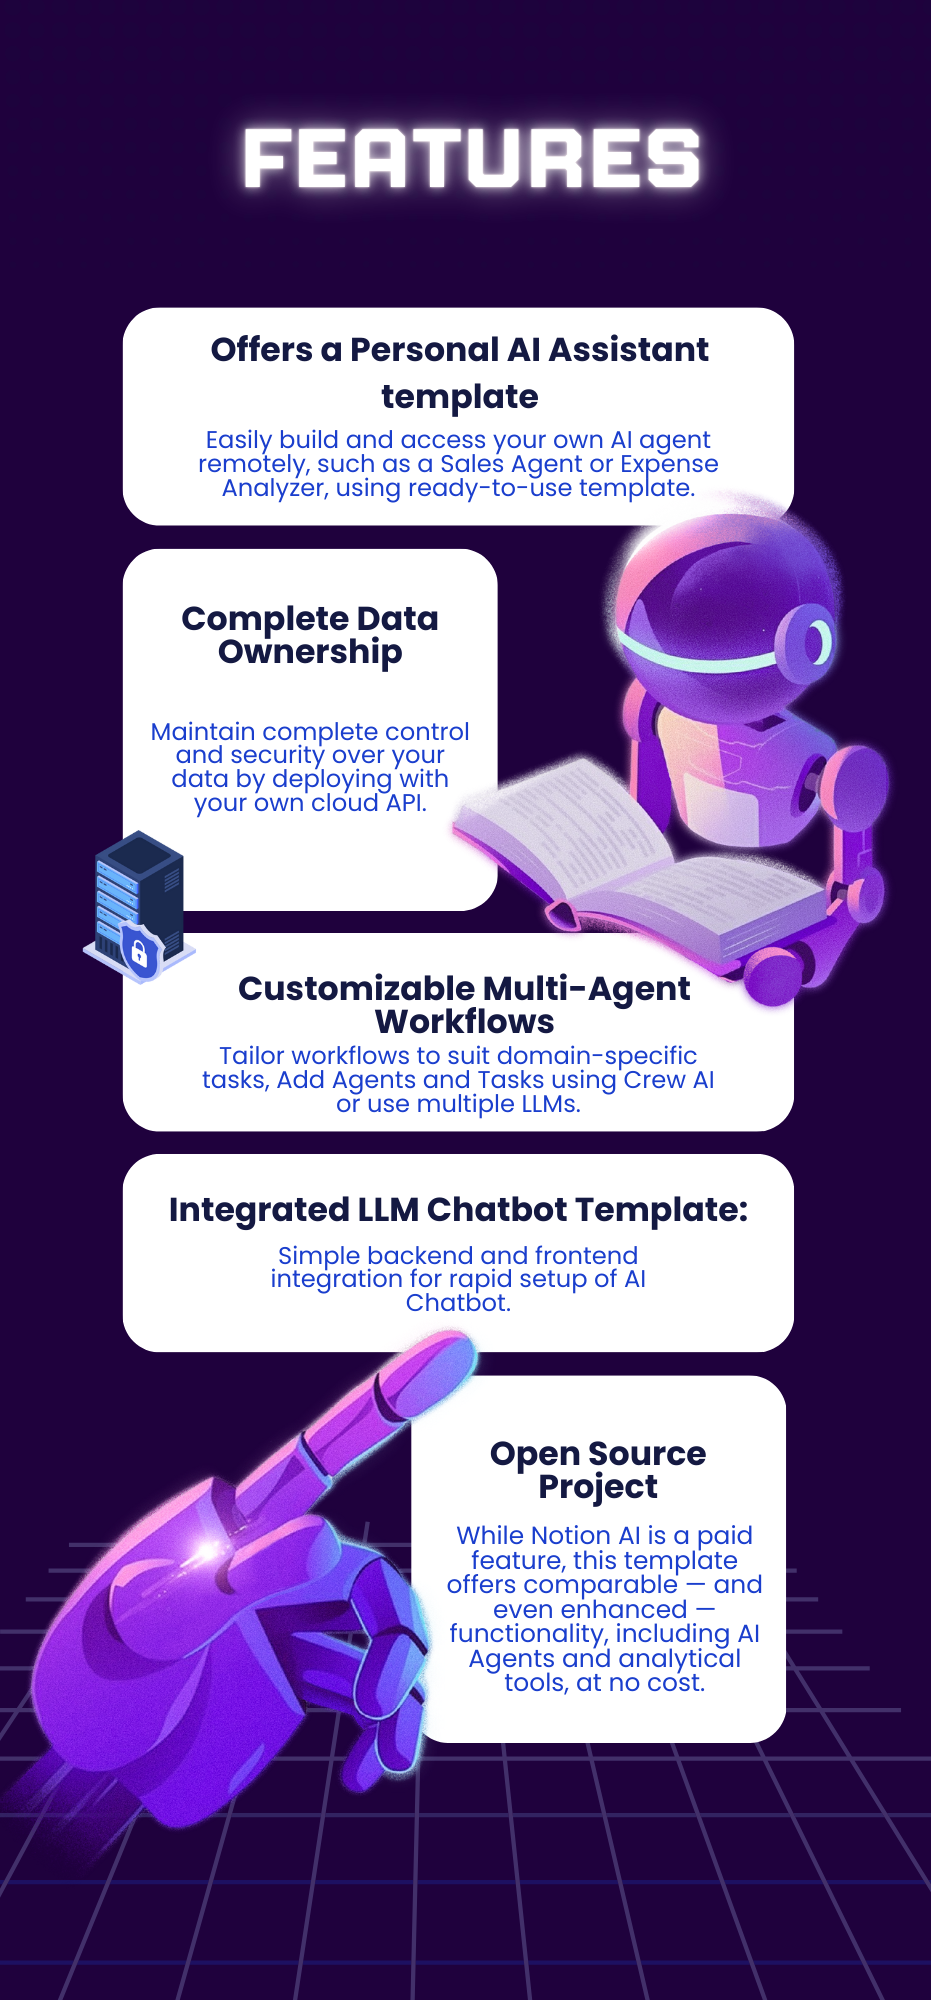 FEATURES
Offers a Personal AI Assistant
template
Easily build and access your own AI agent
remotely, such as a Sales Agent or Expense
Analyzer, using ready-to-use template.
Complete Data
Ownership
Maintain complete control
and security over your
data by deploying with
your own cloud API.
Customizable Multi-Agent
Workflows
Tailor workflows to suit domain-specific
tasks, Add Agents and Tasks using Crew AI
or use multiple LLMs.
Integrated LLM Chatbot Template:
Simple backend and frontend
integration for rapid setup of AI
Chatbot.
Open Source
Project
While Notion AI is a paid
feature, this template
offers comparable — and
even enhanced —
functionality, including AI
Agents and analytical
tools, at no cost.